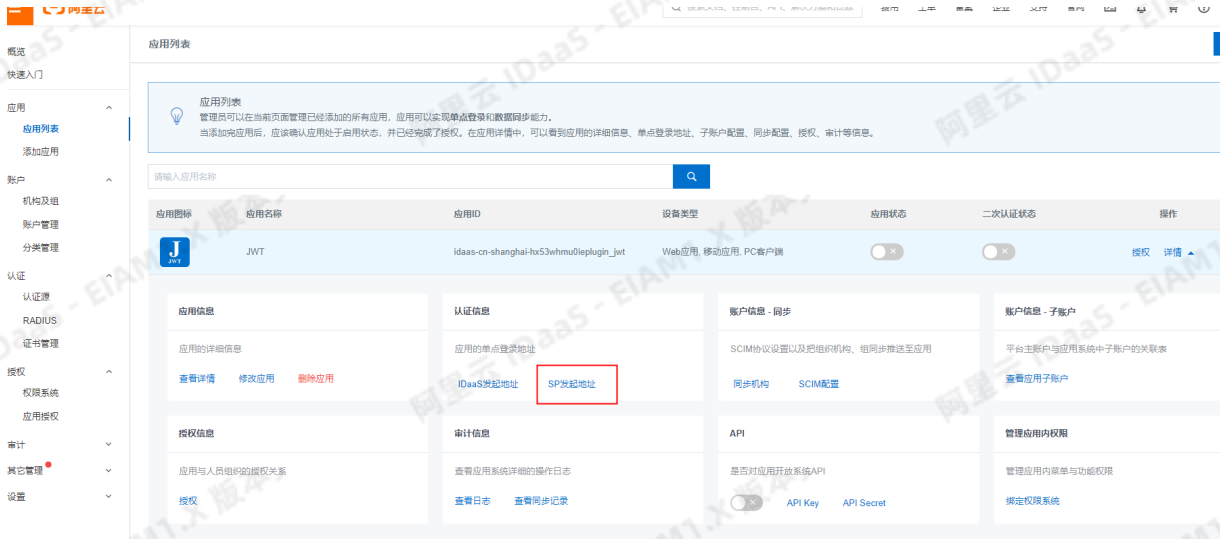 阿里云
费用
工单
备案
企业
支持
官网
概览
快速入门
应用
应用列表
添加应用
账户
机构及组
账户管理
分类管理
认证
认证源
RADIUS
证书管理
授权
权限系统
应用授权
审计
其它管理
设置
应用列表
应用列表
管理员可以在当前页面管理已经添加的所有应用，应用可以实现单点登录和数据同步能力。
当添加完应用后，应该确认应用处于启用状态，并已经完成了授权。在应用详情中，可以看到应用的详细信息、单点登录地址、子账户配置、同步配置、授权、审计等信息。
请输入应用名称
应用图标 应用名称 应用ID 设备类型 应用状态 二次认证状态 操作
J JWT JWT idaas-cn-shanghai-hx53whmu0ieplugin_jwt Web应用, 移动应用, PC客户端 授权 详情
应用信息
应用的详细信息
查看详情 修改应用 删除应用
认证信息
应用的单点登录地址
IDaaS发起地址 SP发起地址
账户信息 - 同步
SCIM协议设置以及把组织机构、组同步推送至应用
同步机构 SCIM配置
账户信息 - 子账户
平台主账户与应用系统中子账户的关联表
查看应用子账户
授权信息
应用与人员组织的授权关系
授权
审计信息
查看应用系统详细的操作日志
查看日志 查看同步记录
API
是否对应用开放系统API
API Key API Secret
管理应用内权限
管理应用内菜单与功能权限
绑定权限系统
阿里云 IDaaS - EIAM1.X 版本